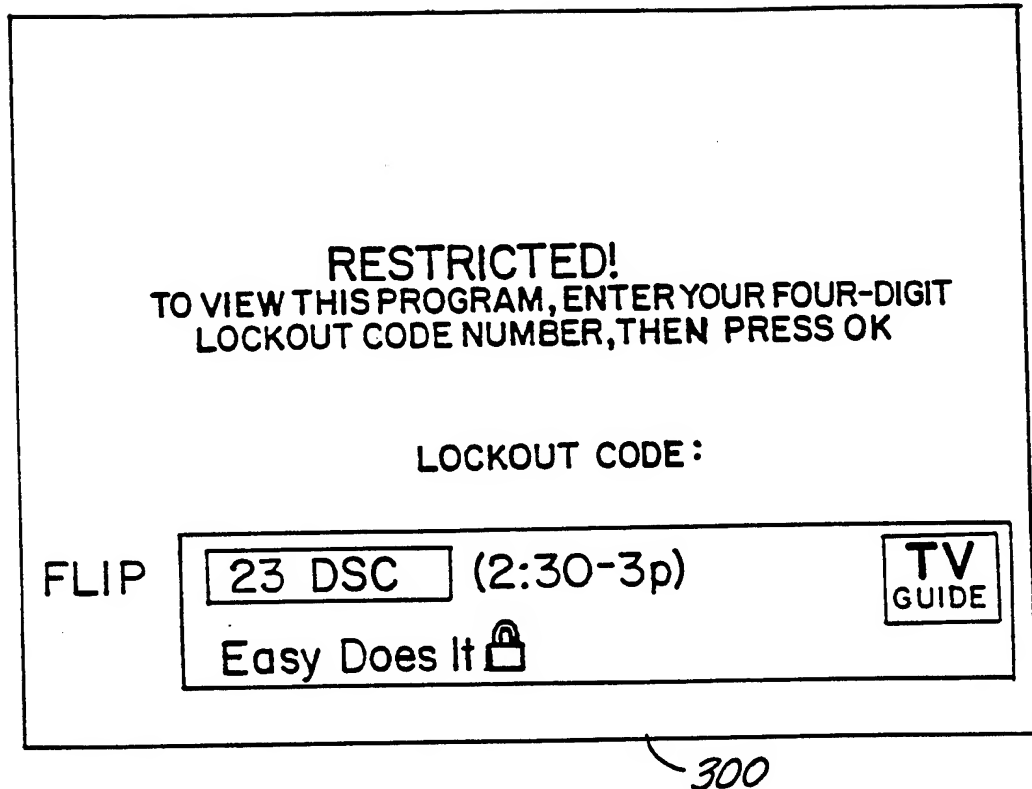 RESTRICTED!
TO VIEW THIS PROGRAM, ENTER YOUR FOUR-DIGIT
LOCKOUT CODE NUMBER, THEN PRESS OK
LOCKOUT CODE:
FLIP
23 DSC (2:30-3p)
TV
GUIDE
Easy Does It
300